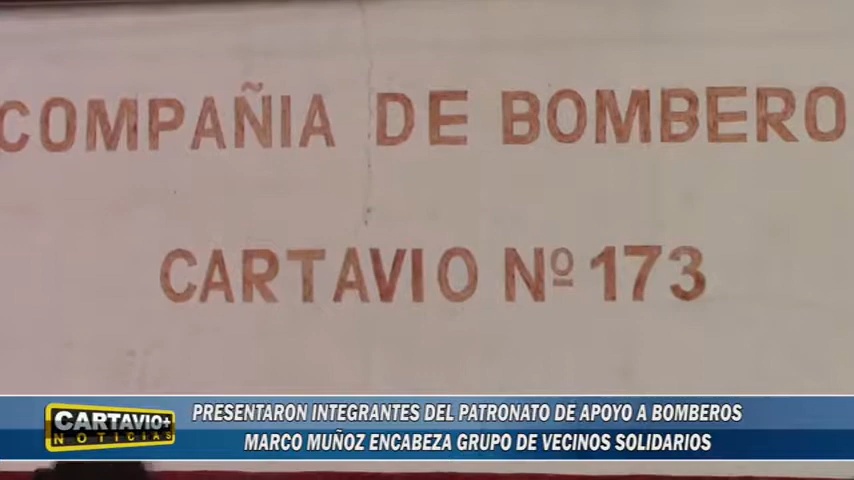 COMPAÑIA DE BOMBERO
CARTAVIO Nº 173
CARTAVIO+
NOTICIAS
PRESENTARON INTEGRANTES DEL PATRONATO DE APOYO A BOMBEROS
MARCO MUÑOZ ENCABEZA GRUPO DE VECINOS SOLIDARIOS